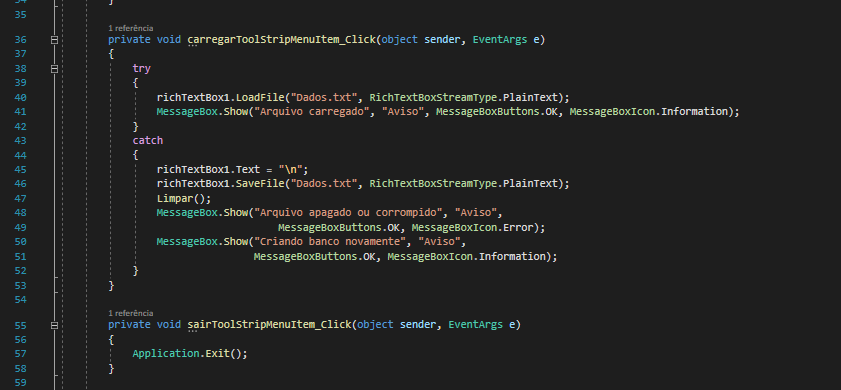 34 }
35
1 referência
36 private void carregarToolStripMenuItem_Click(object sender, EventArgs e)
37 {
38 try
39 {
40 richTextBox1.LoadFile("Dados.txt", RichTextBoxStreamType.PlainText);
41 MessageBox.Show("Arquivo carregado", "Aviso", MessageBoxButtons.OK, MessageBoxIcon.Information);
42 }
43 catch
44 {
45 richTextBox1.Text = "\n";
46 richTextBox1.SaveFile("Dados.txt", RichTextBoxStreamType.PlainText);
47 Limpar();
48 MessageBox.Show("Arquivo apagado ou corrompido", "Aviso",
49 MessageBoxButtons.OK, MessageBoxIcon.Error);
50 MessageBox.Show("Criando banco novamente", "Aviso",
51 MessageBoxButtons.OK, MessageBoxIcon.Information);
52 }
53 }
54
1 referência
55 private void sairToolStripMenuItem_Click(object sender, EventArgs e)
56 {
57 Application.Exit();
58 }
59